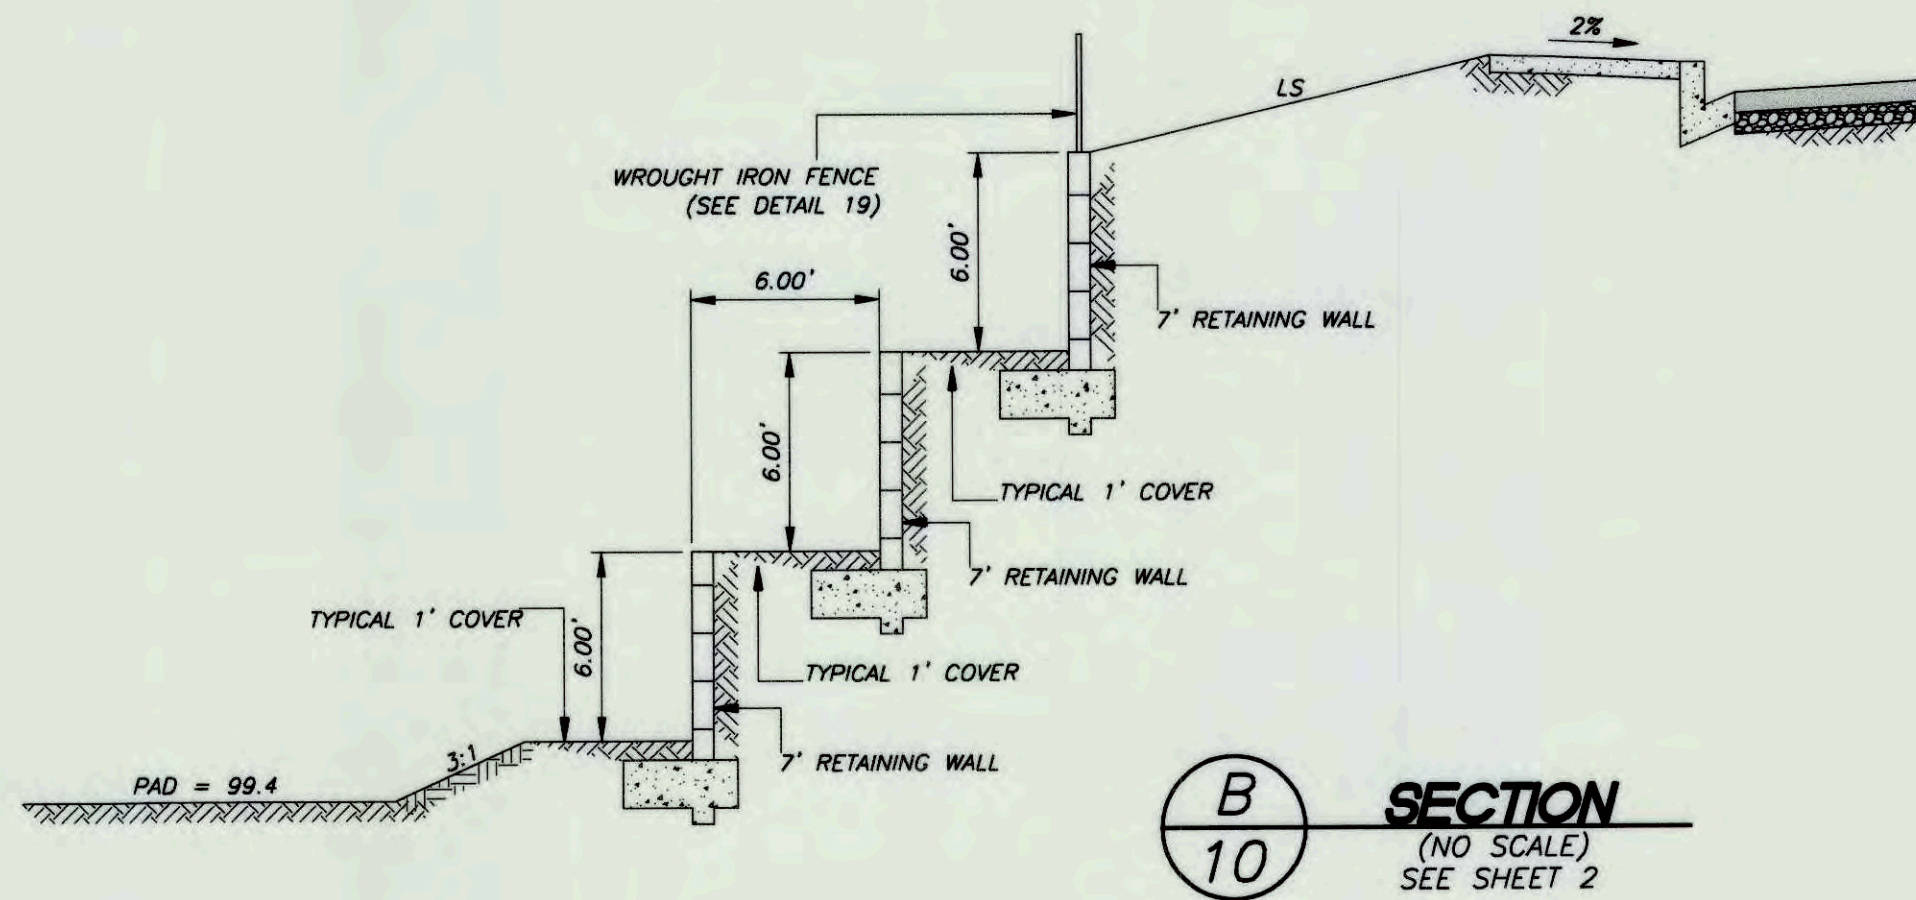 2%
LS
WROUGHT IRON FENCE
(SEE DETAIL 19)
6.00'
6.00'
7' RETAINING WALL
6.00'
TYPICAL 1' COVER
7' RETAINING WALL
TYPICAL 1' COVER
6.00'
TYPICAL 1' COVER
3:1
7' RETAINING WALL
PAD = 99.4
B
10
SECTION
(NO SCALE)
SEE SHEET 2